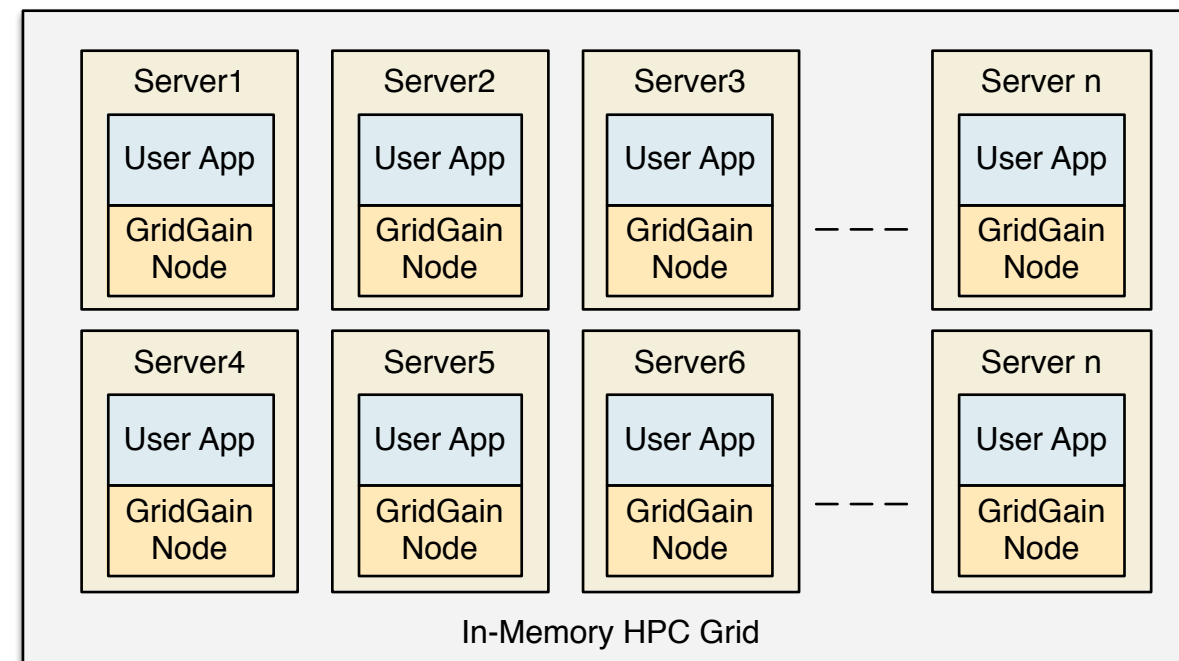 Server1
User App
GridGain
Node
Server2
User App
GridGain
Node
Server3
User App
GridGain
Node
Server n
User App
GridGain
Node
Server4
User App
GridGain
Node
Server5
User App
GridGain
Node
Server6
User App
GridGain
Node
Server n
User App
GridGain
Node
In-Memory HPC Grid